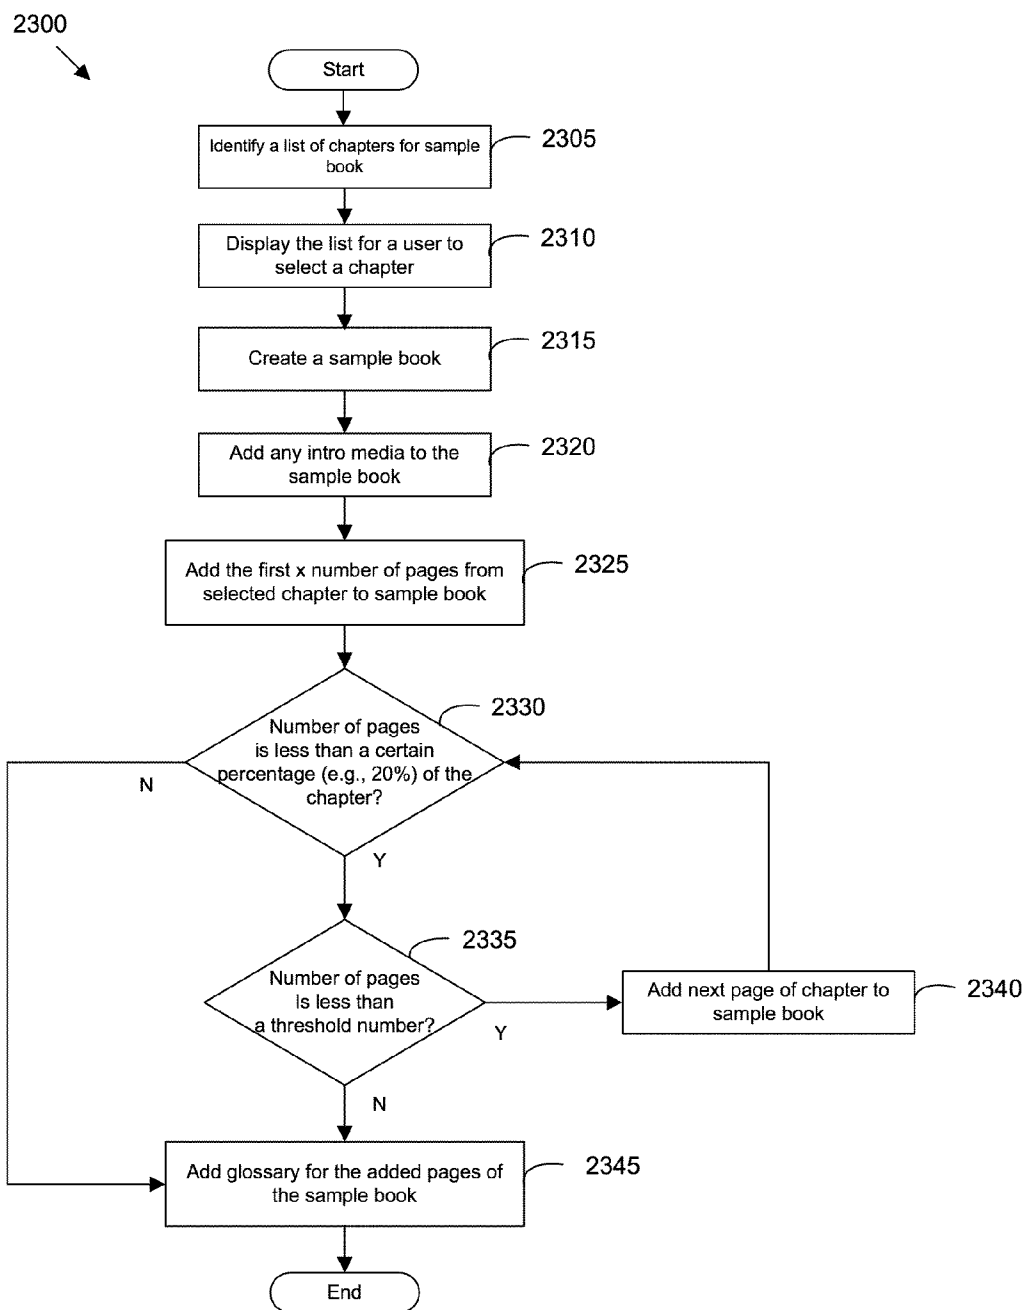 2300
Start
Identify a list of chapters for sample
book
2305
Display the list for a user to
select a chapter
2310
Create a sample book
2315
Add any intro media to the
sample book
2320
Add the first x number of pages from
selected chapter to sample book
2325
Number of pages
is less than a certain
percentage (e.g., 20%) of the
chapter?
2330
N
Y
Number of pages
Is less than
a threshold number?
2335
Y
Add next page of chapter to
sample book
2340
N
Add glossary for the added pages of
the sample book
2345
End